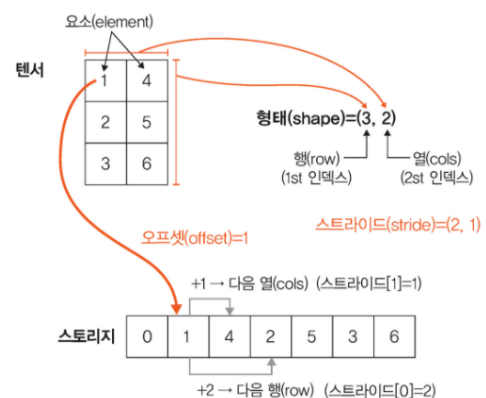 요소(element)
텐서
1 4
2 5
3 6
형태(shape)=(3, 2)
행(row) 열(cols)
(1st 인덱스) (2st 인덱스)
스트라이드(stride)=(2, 1)
오프셋(offset)=1
+1 → 다음 열(cols) (스트라이드[1]=1)
스토리지 0 1 4 2 5 3 6
+2 → 다음 행(row) (스트라이드[0]=2)